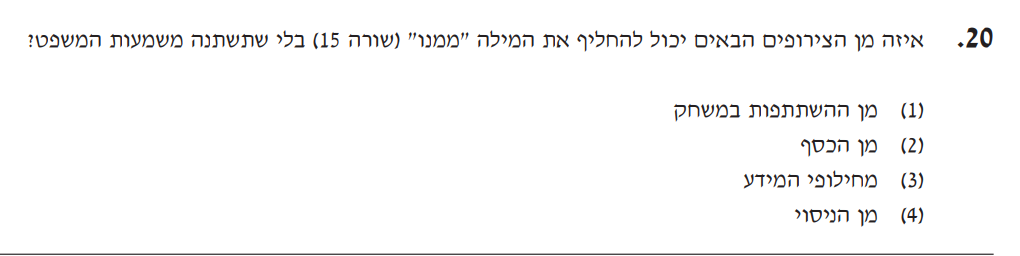 20. איזה מן הצירופים הבאים יכול להחליף את המילה "ממנו" (שורה 15) בלי שתשתנה משמעות המשפט?
(1) מן ההשתתפות במשחק
(2) מן הכסף
(3) מחילופי המידע
(4) מן הניסוי